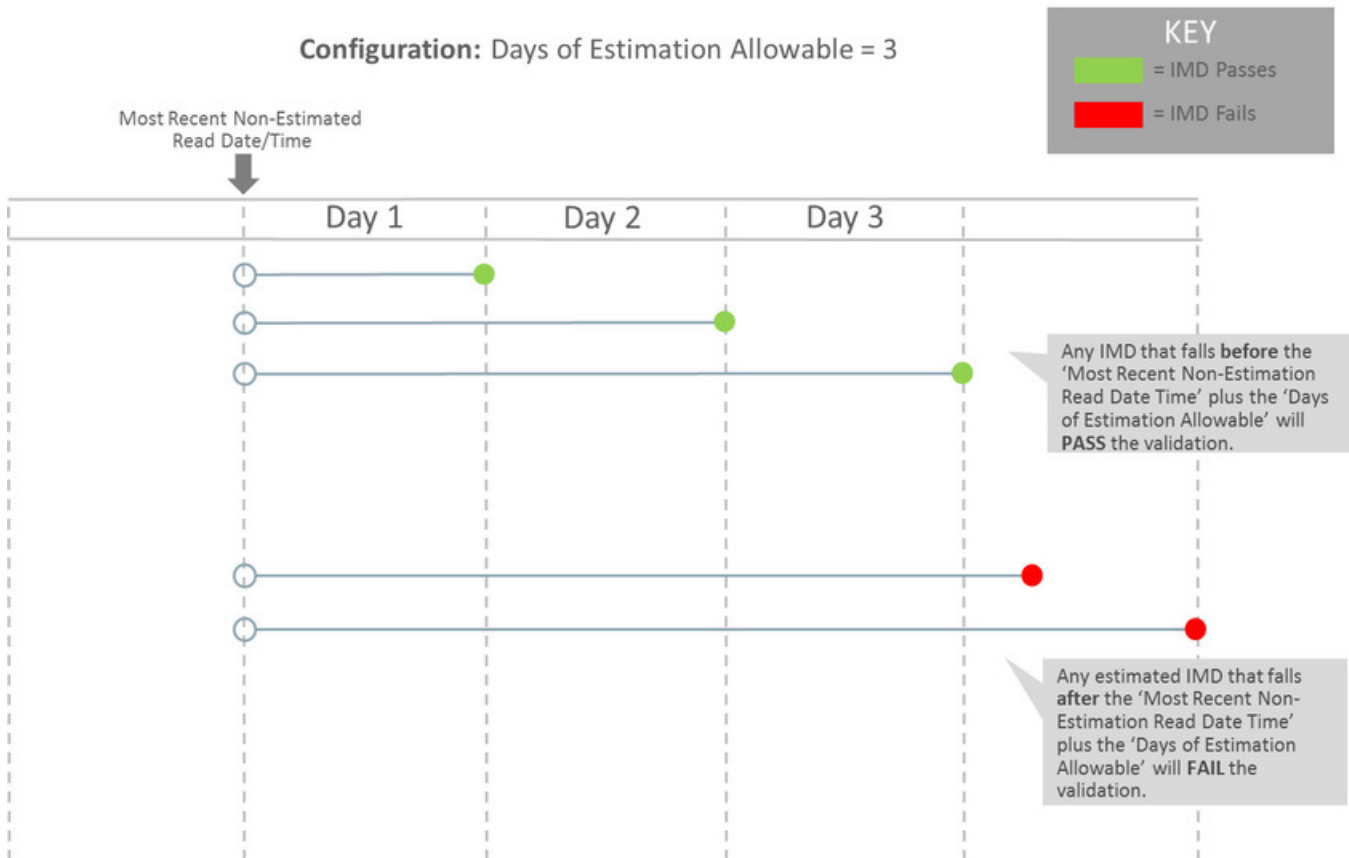 Configuration: Days of Estimation Allowable = 3
KEY
= IMD Passes
= IMD Fails
Most Recent Non-Estimated
Read Date/Time
Day 1
Day 2
Day 3
Any IMD that falls before the
‘Most Recent Non-Estimation
Read Date Time’ plus the ‘Days
of Estimation Allowable’ will
PASS the validation.
Any estimated IMD that falls
after the ‘Most Recent Non-
Estimation Read Date Time’
plus the ‘Days of Estimation
Allowable’ will FAIL the
validation.